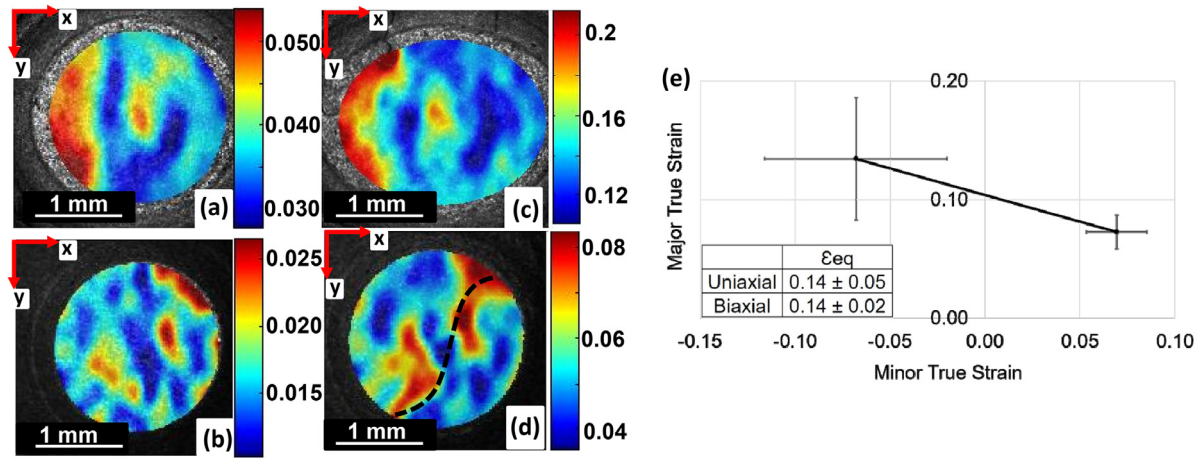 x
y
0.050
0.040
0.030
1 mm
(a)
x
y
0.2
0.16
0.12
1 mm
(c)
x
y
0.020
0.015
1 mm
(b)
x
y
0.08
0.06
0.04
1 mm
(d)
(e)
0.20
0.10
0.00
Major True Strain
Ɛeq
Uniaxial 0.14 ± 0.05
Biaxial 0.14 ± 0.02
-0.15 -0.10 -0.05 0.00 0.05 0.10
Minor True Strain